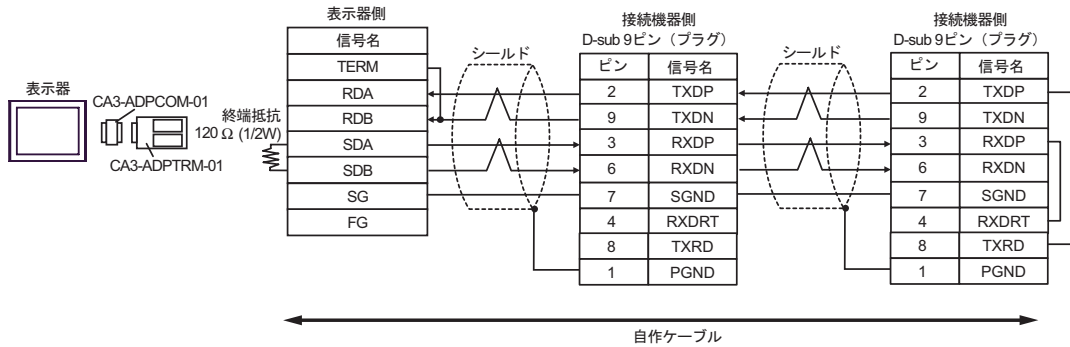 表示器
CA3-ADPCOM-01
CA3-ADPTRM-01
終端抵抗
120 Ω (1/2W)
表示器側
信号名
TERM
RDA
RDB
SDA
SDB
SG
FG
シールド
接続機器側
D-sub 9ピン（プラグ）
ピン 信号名
2 TXDP
9 TXDN
3 RXDP
6 RXDN
7 SGND
4 RXDRT
8 TXRD
1 PGND
シールド
接続機器側
D-sub 9ピン（プラグ）
ピン 信号名
2 TXDP
9 TXDN
3 RXDP
6 RXDN
7 SGND
4 RXDRT
8 TXRD
1 PGND
自作ケーブル